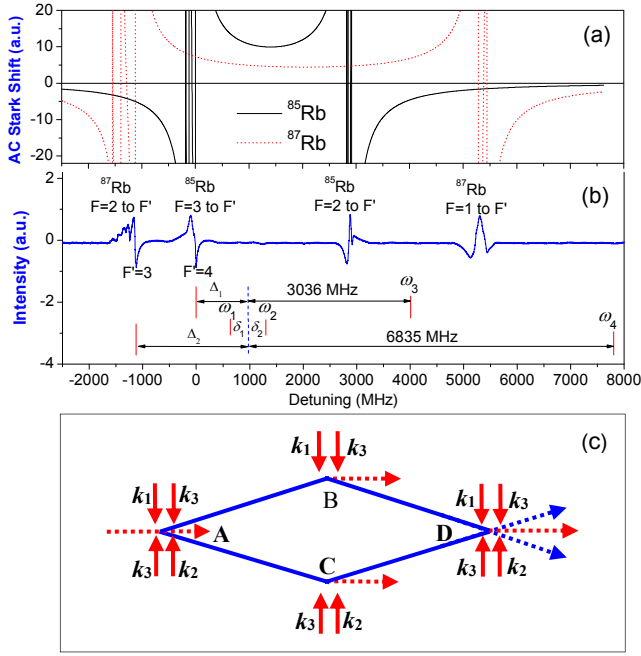 (a)
AC Stark Shift (a.u.)
20
10
0
-10
-20
⁸⁵Rb
⁸⁷Rb
(b)
Intensity (a.u.)
2
0
-2
-4
⁸⁷Rb
F=2 to F'
⁸⁵Rb
F=3 to F'
⁸⁵Rb
F=2 to F'
⁸⁷Rb
F=1 to F'
F'=3
F'=4
Δ₁
3036 MHz
ω₃
ω₁
ω₂
δ₁
δ₂
ω₄
Δ₂
6835 MHz
-2000 -1000 0 1000 2000 3000 4000 5000 6000 7000 8000
Detuning (MHz)
(c)
k₁ k₃
B
k₁ k₃
A
k₃ k₂
k₁ k₃
D
k₃ k₂
C
k₃ k₂